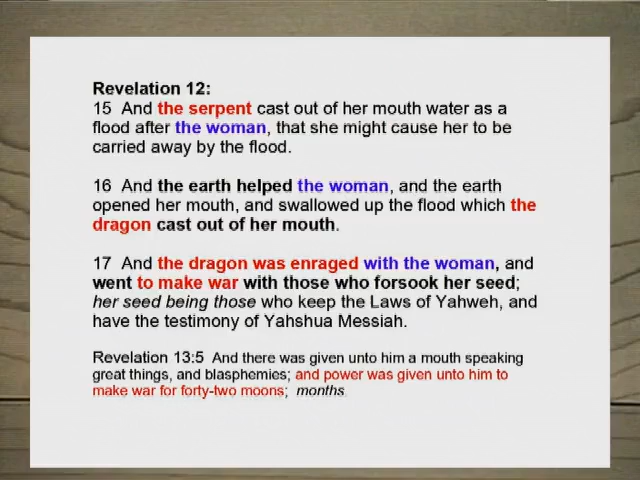 Revelation 12:
15 And the serpent cast out of her mouth water as a
flood after the woman, that she might cause her to be
carried away by the flood.
16 And the earth helped the woman, and the earth
opened her mouth, and swallowed up the flood which the
dragon cast out of her mouth.
17 And the dragon was enraged with the woman, and
went to make war with those who forsook her seed;
her seed being those who keep the Laws of Yahweh, and
have the testimony of Yahshua Messiah.
Revelation 13:5 And there was given unto him a mouth speaking
great things, and blasphemies; and power was given unto him to
make war for forty-two moons; months.